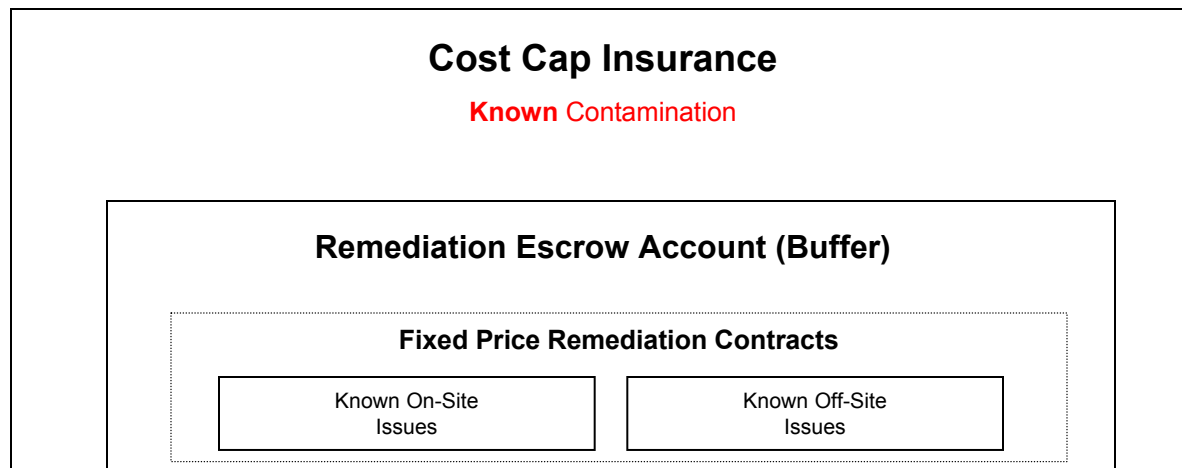 Cost Cap Insurance
Known Contamination
Remediation Escrow Account (Buffer)
Fixed Price Remediation Contracts
Known On-Site
Issues
Known Off-Site
Issues